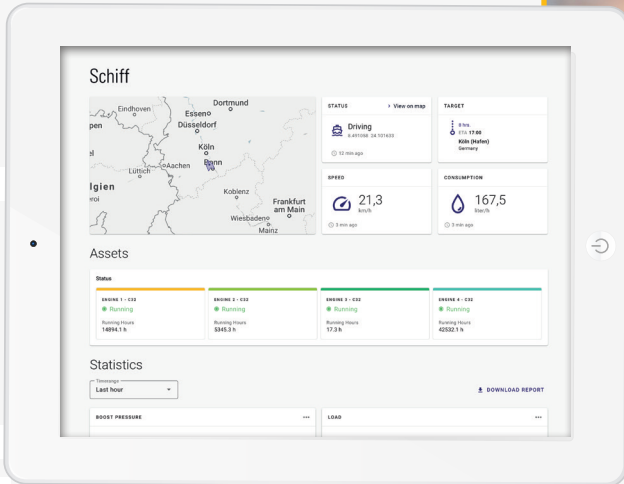 Schiff
Eindhoven
Essen
Dortmund
pen
Düsseldorf
Köln
el
Aachen
Bonn
Lüttich
lgien
Koblenz
eroi
Frankfurt
am Main
Wiesbaden
Mainz
STATUS
> View on map
Driving
12 min ago
TARGET
8 hrs.
ETA 17:00
Köln (Hafen)
Germany
SPEED
21,3
km/h
3 min ago
CONSUMPTION
167,5
3 min ago
Assets
Status
ENGINE 1 - C32
Running
Running Hours
14894.1 h
ENGINE 2 - C32
Running
Running Hours
5345.3 h
ENGINE 3 - C32
Running
Running Hours
17.3 h
ENGINE 4 - C32
Running
Running Hours
42532.1 h
Statistics
Timerange
Last hour
DOWNLOAD REPORT
BOOST PRESSURE
LOAD